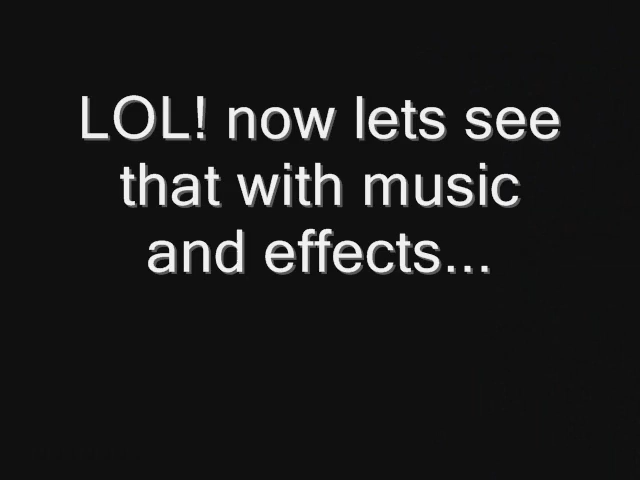 LOL! now lets see
that with music
and effects...